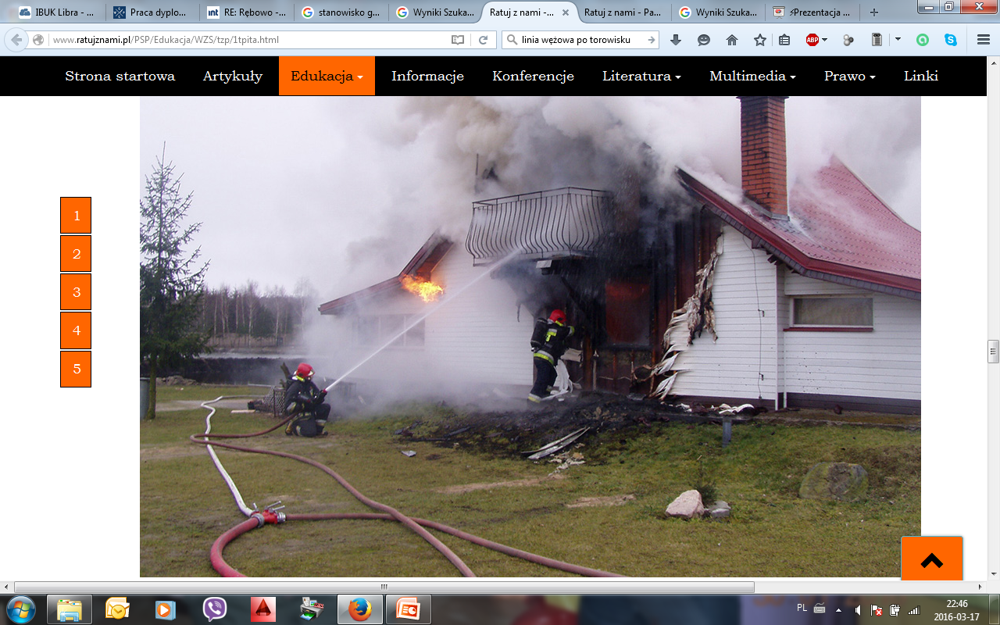 IBUK Libra - ...
Praca dyplo...
RE: Rębowo -...
stanowisko g...
Wyniki Szuka...
Ratuj z nami -...
Ratuj z nami - Pa...
Wyniki Szuka...
⚡Prezentacja ...
www.ratujznami.pl/PSP/Edukacja/WZS/tzp/1tpita.html
linia wężowa po torowisku
ABP
Strona startowa Artykuły Edukacja Informacje Konferencje Literatura Multimedia Prawo Linki
1
2
3
4
5
PL
22:46
2016-03-17